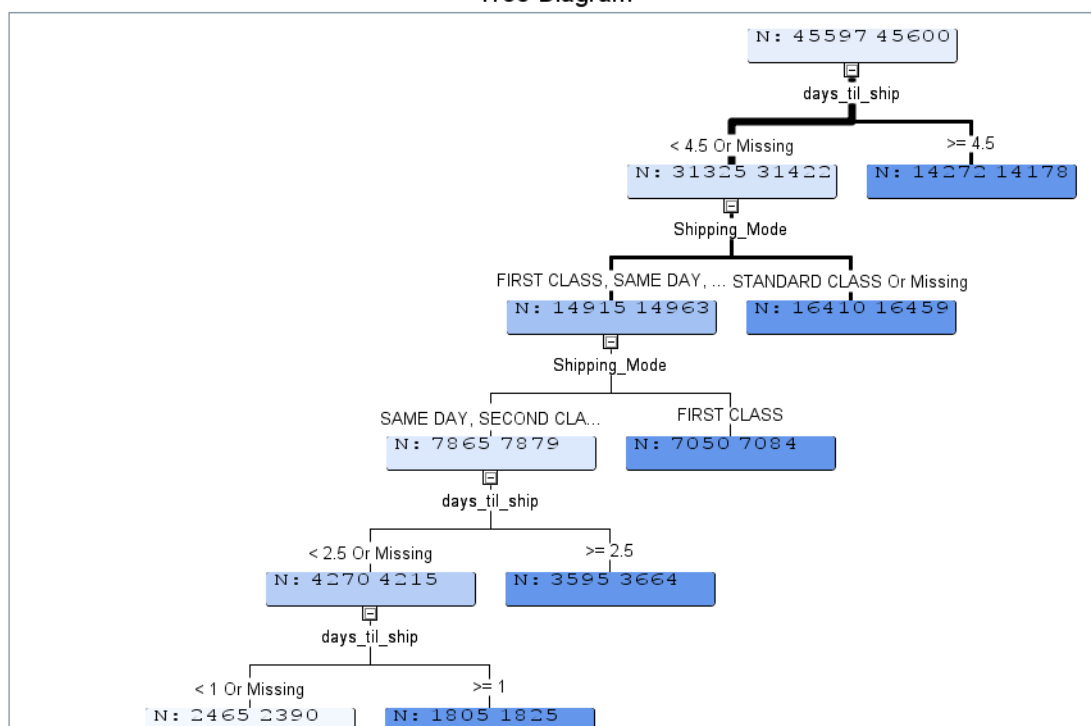 N: 45597 45600
days_til_ship
< 4.5 Or Missing >= 4.5
N: 31325 31422 N: 14272 14178
Shipping_Mode
FIRST CLASS, SAME DAY, ... STANDARD CLASS Or Missing
N: 14915 14963 N: 16410 16459
Shipping_Mode
SAME DAY, SECOND CLA... FIRST CLASS
N: 7865 7879 N: 7050 7084
days_til_ship
< 2.5 Or Missing >= 2.5
N: 4270 4215 N: 3595 3664
days_til_ship
< 1 Or Missing >= 1
N: 2465 2390 N: 1805 1825